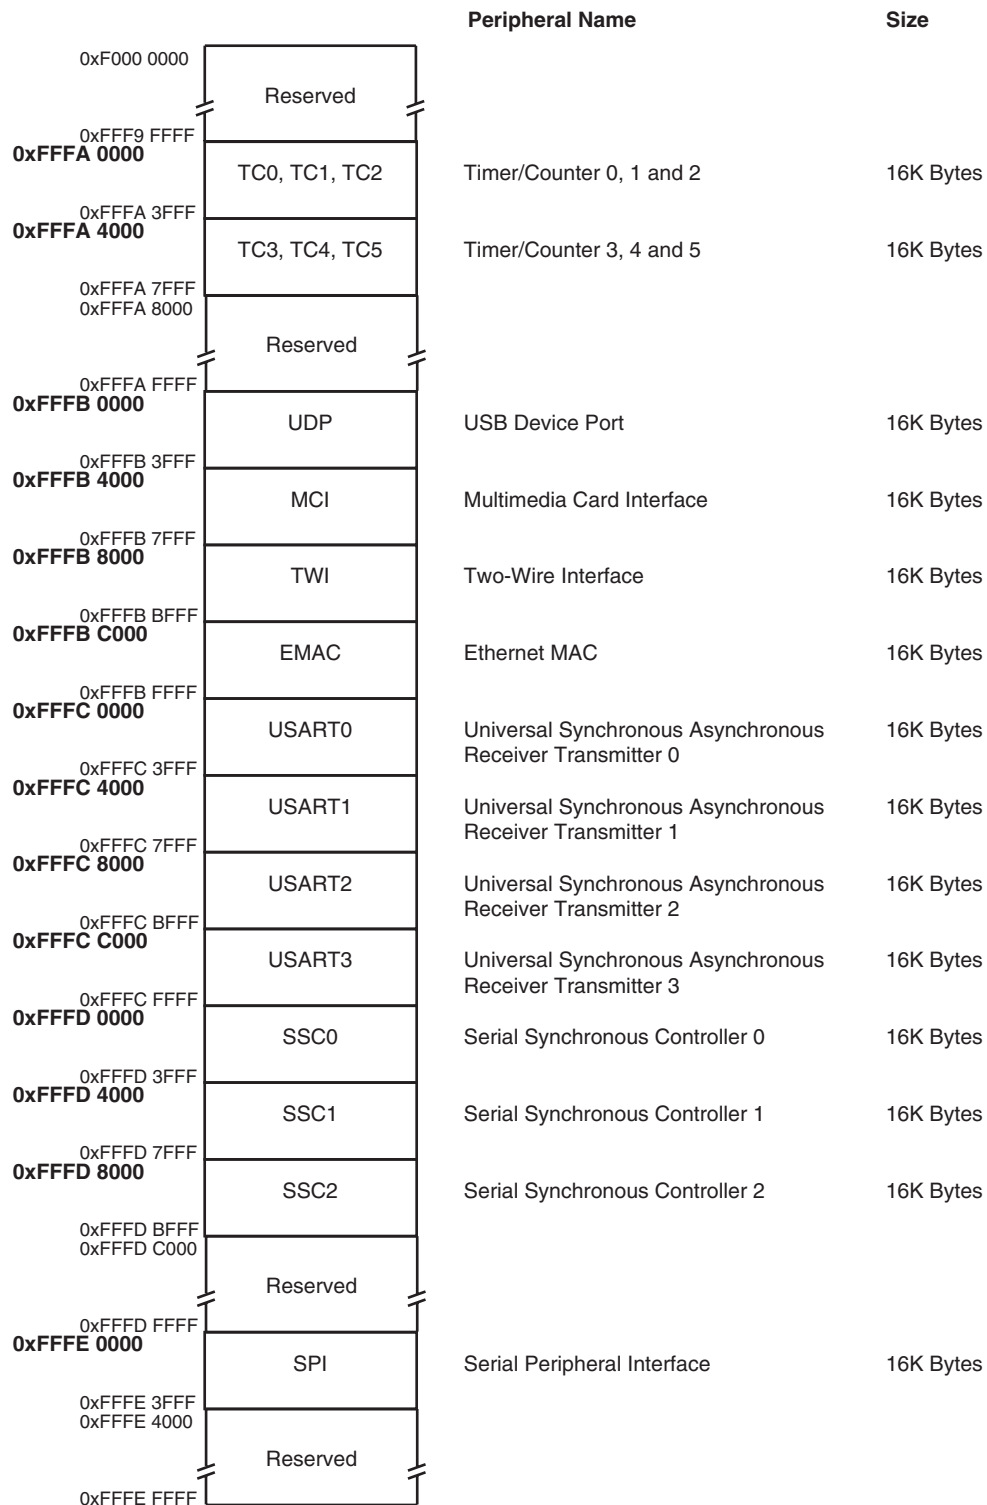 Peripheral Name Size
0xF000 0000
Reserved
0xFFF9 FFFF
0xFFFA 0000
TC0, TC1, TC2 Timer/Counter 0, 1 and 2 16K Bytes
0xFFFA 3FFF
0xFFFA 4000
TC3, TC4, TC5 Timer/Counter 3, 4 and 5 16K Bytes
0xFFFA 7FFF
0xFFFA 8000
Reserved
0xFFFA FFFF
0xFFFB 0000
UDP USB Device Port 16K Bytes
0xFFFB 3FFF
0xFFFB 4000
MCI Multimedia Card Interface 16K Bytes
0xFFFB 7FFF
0xFFFB 8000
TWI Two-Wire Interface 16K Bytes
0xFFFB BFFF
0xFFFB C000
EMAC Ethernet MAC 16K Bytes
0xFFFB FFFF
0xFFFC 0000
USART0 Universal Synchronous Asynchronous 16K Bytes
Receiver Transmitter 0
0xFFFC 3FFF
0xFFFC 4000
USART1 Universal Synchronous Asynchronous 16K Bytes
Receiver Transmitter 1
0xFFFC 7FFF
0xFFFC 8000
USART2 Universal Synchronous Asynchronous 16K Bytes
Receiver Transmitter 2
0xFFFC BFFF
0xFFFC C000
USART3 Universal Synchronous Asynchronous 16K Bytes
Receiver Transmitter 3
0xFFFC FFFF
0xFFFD 0000
SSC0 Serial Synchronous Controller 0 16K Bytes
0xFFFD 3FFF
0xFFFD 4000
SSC1 Serial Synchronous Controller 1 16K Bytes
0xFFFD 7FFF
0xFFFD 8000
SSC2 Serial Synchronous Controller 2 16K Bytes
0xFFFD BFFF
0xFFFD C000
Reserved
0xFFFD FFFF
0xFFFE 0000
SPI Serial Peripheral Interface 16K Bytes
0xFFFE 3FFF
0xFFFE 4000
Reserved
0xFFFE FFFF